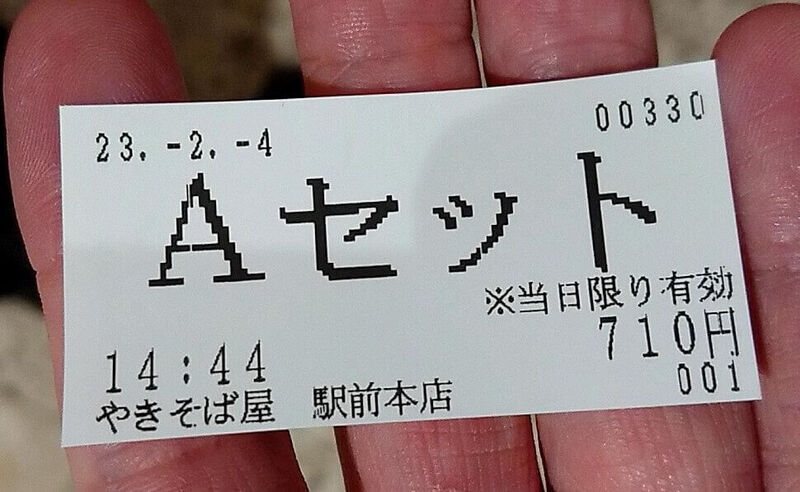 23.-2.-4 00330
Aセット
※当日限り有効
14:44 710円
やきそば屋 駅前本店 001